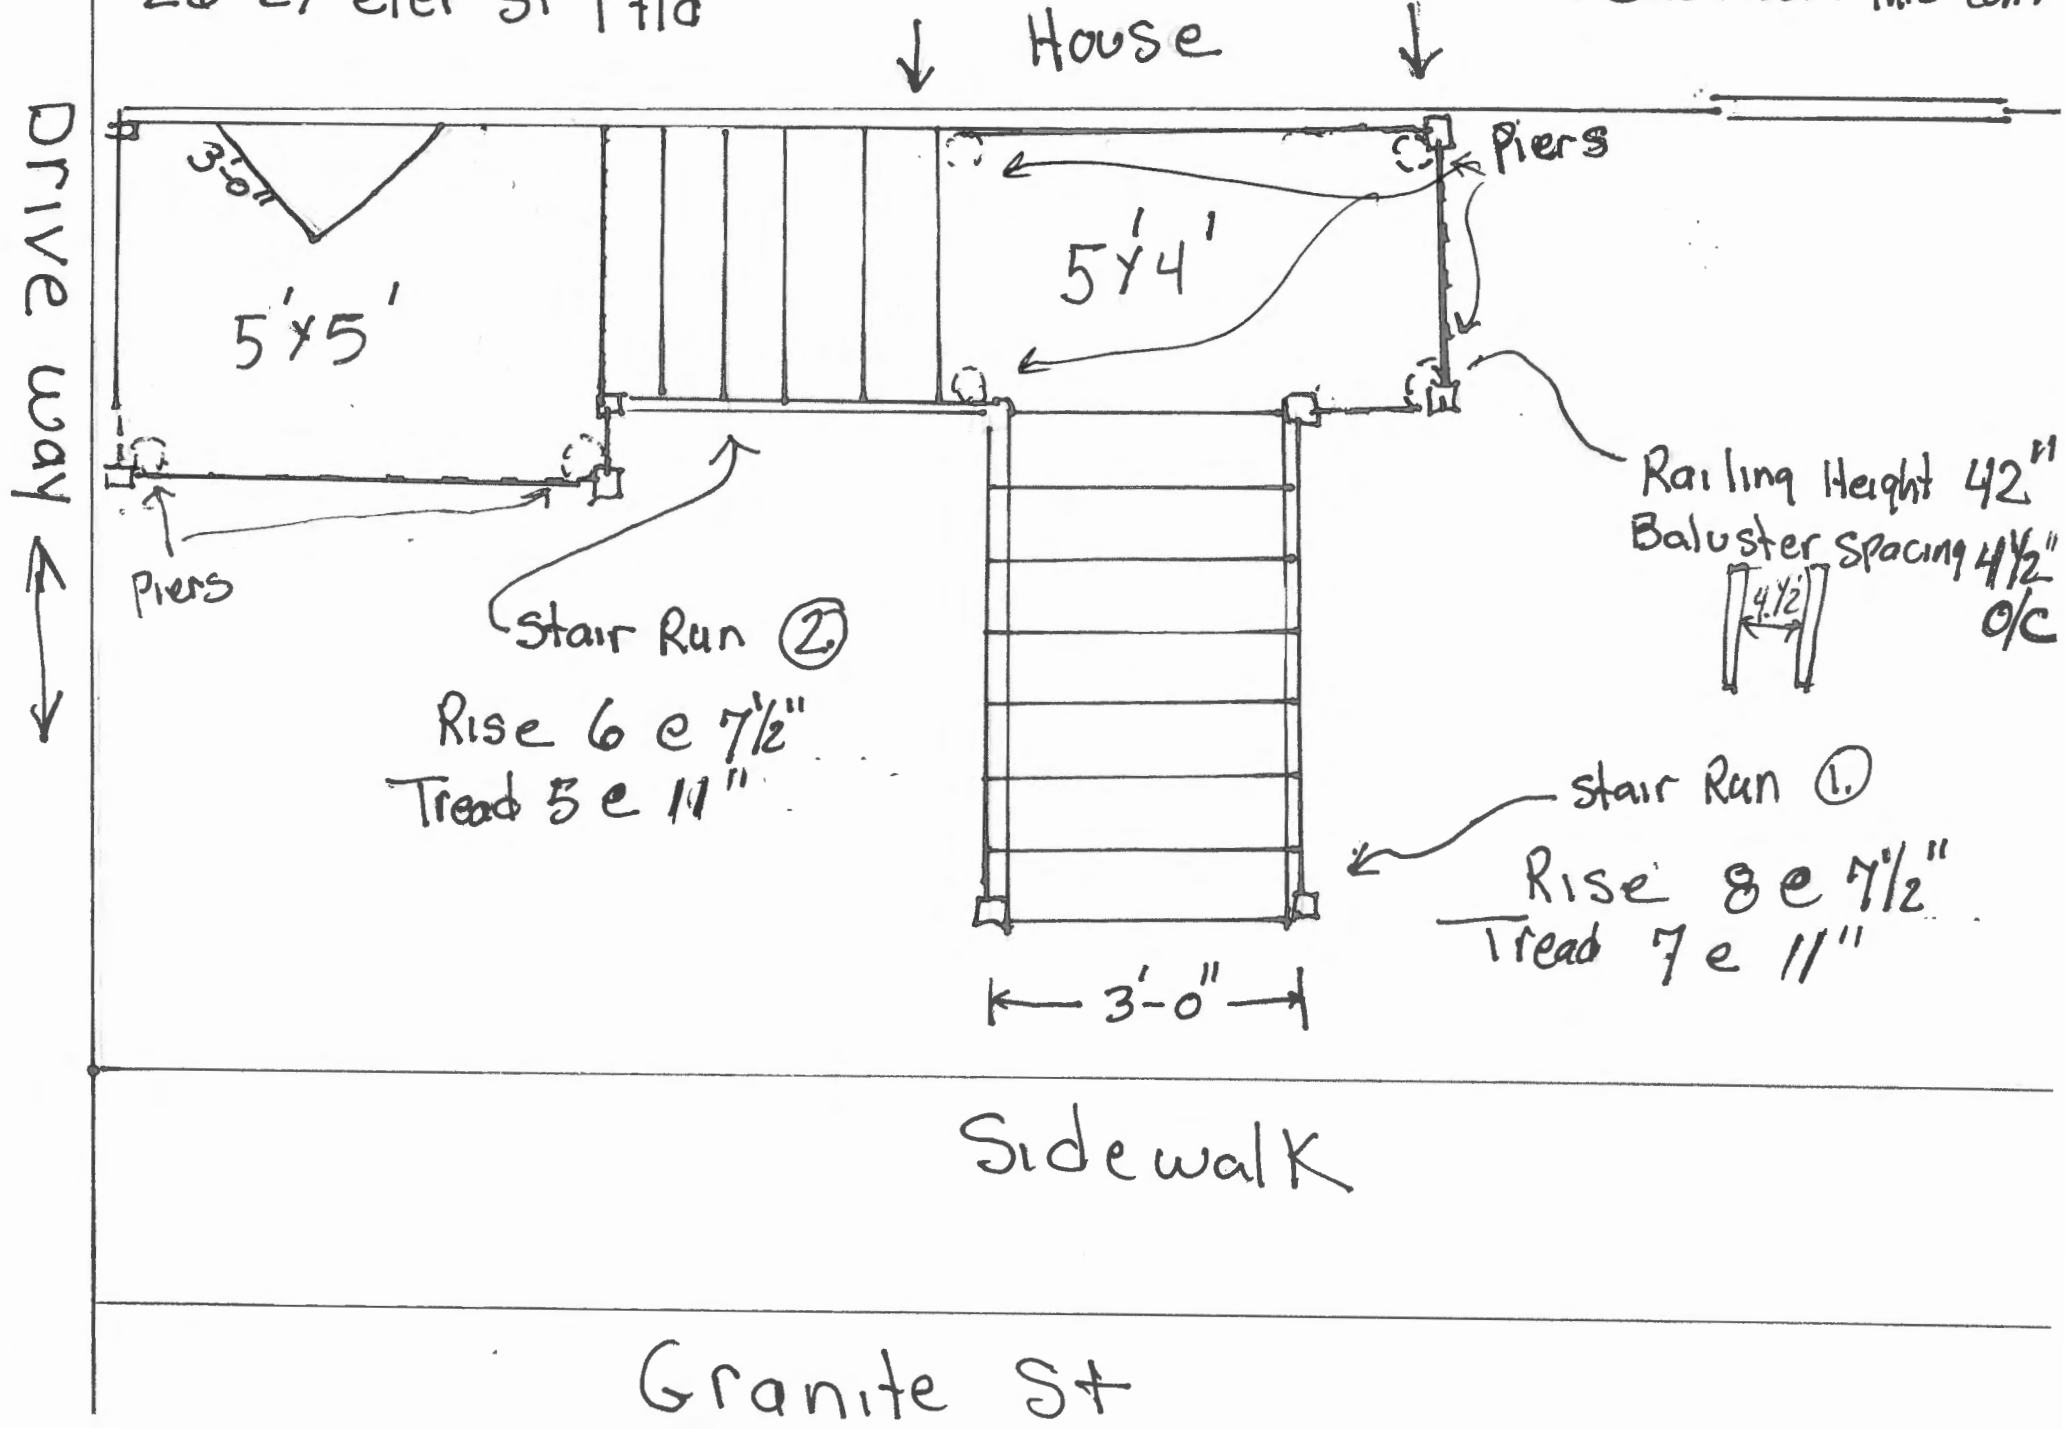 House
Drive way
3'-0"
Piers
5'x4'
5'x5'
Railing Height 42"
Baluster spacing 4½"
O/C
4.½
Piers
Stair Run 2.
Rise 6 @ 7½"
Tread 5 @ 11"
Stair Run 1.
Rise 8 @ 7½"
Tread 7 @ 11"
3'-0"
Sidewalk
Granite St